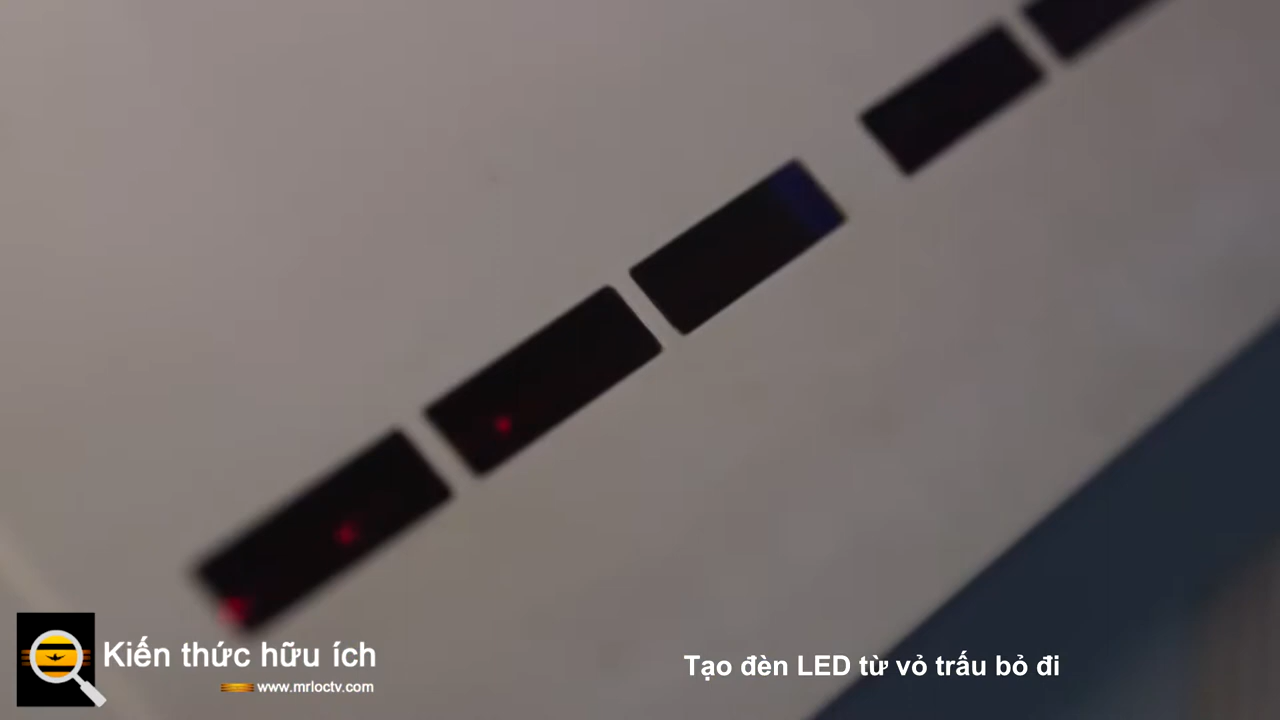 Kiến thức hữu ích
www.mrloctv.com
Tạo đèn LED từ vỏ trấu bỏ đi